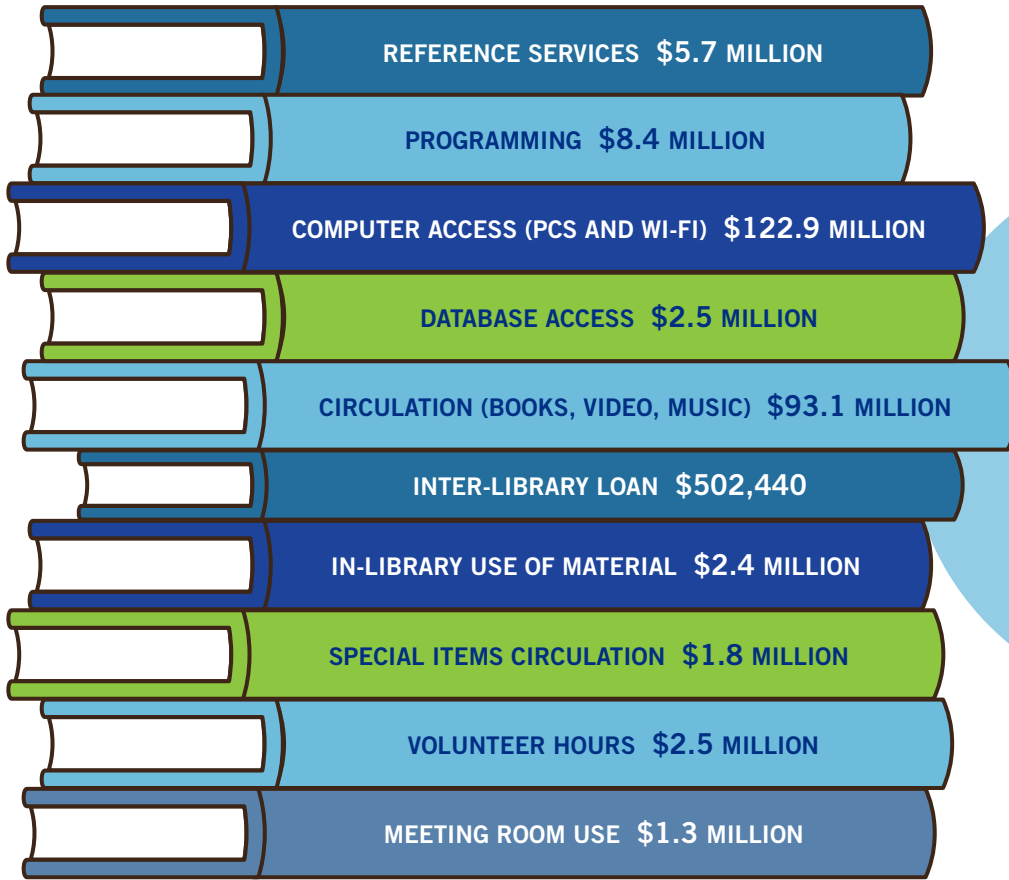 REFERENCE SERVICES $5.7 MILLION
PROGRAMMING $8.4 MILLION
COMPUTER ACCESS (PCS AND WI-FI) $122.9 MILLION
DATABASE ACCESS $2.5 MILLION
CIRCULATION (BOOKS, VIDEO, MUSIC) $93.1 MILLION
INTER-LIBRARY LOAN $502,440
IN-LIBRARY USE OF MATERIAL $2.4 MILLION
SPECIAL ITEMS CIRCULATION $1.8 MILLION
VOLUNTEER HOURS $2.5 MILLION
MEETING ROOM USE $1.3 MILLION